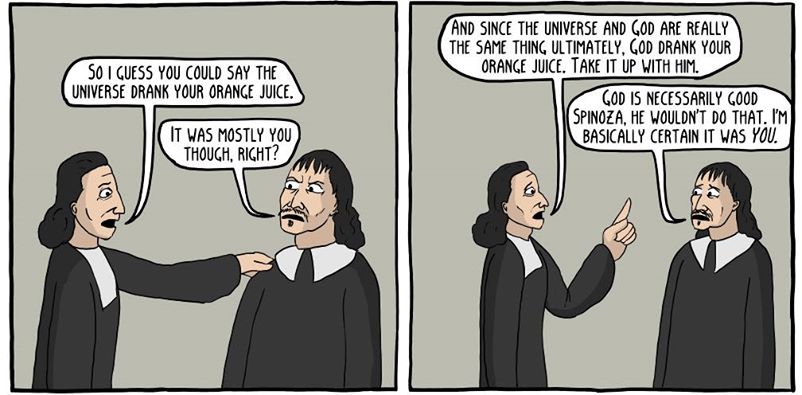 SO I GUESS YOU COULD SAY THE
UNIVERSE DRANK YOUR ORANGE JUICE.
IT WAS MOSTLY YOU
THOUGH, RIGHT?
AND SINCE THE UNIVERSE AND GOD ARE REALLY
THE SAME THING ULTIMATELY, GOD DRANK YOUR
ORANGE JUICE. TAKE IT UP WITH HIM.
GOD IS NECESSARILY GOOD
SPINOZA, HE WOULDN'T DO THAT. I'M
BASICALLY CERTAIN IT WAS YOU.